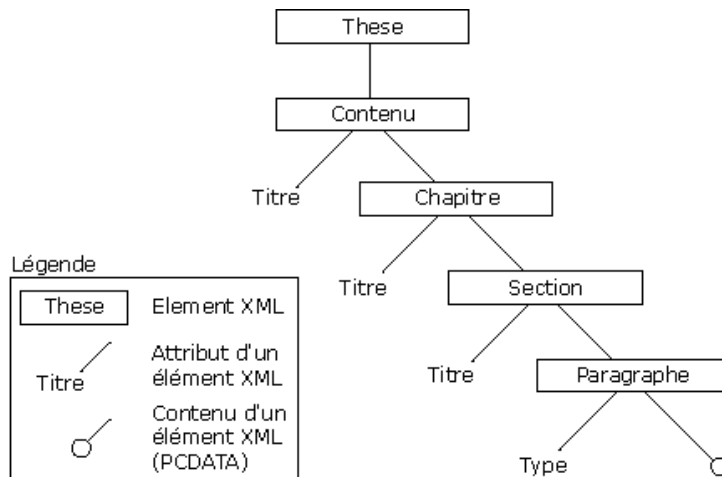 These
Contenu
Titre
Chapitre
Titre
Section
Titre
Paragraphe
Type
Légende
These
Element XML
Titre
Attribut d'un
élément XML
Contenu d'un
élément XML
(PCDATA)